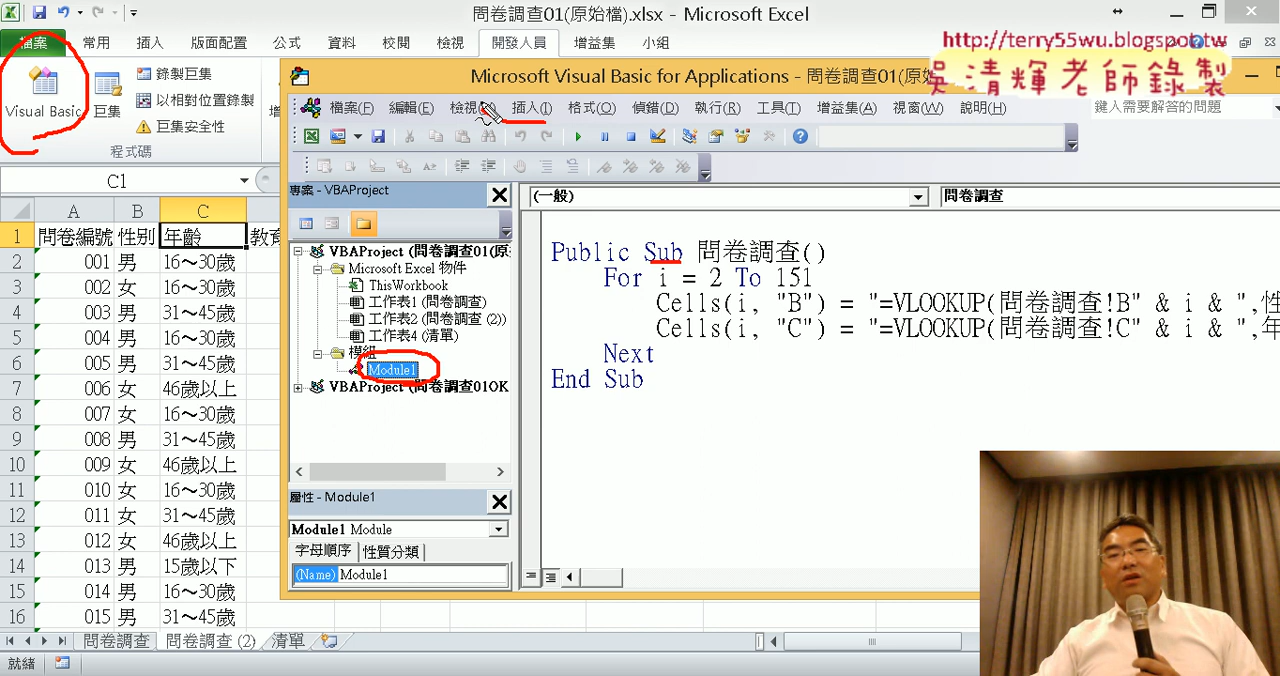 問卷調查01(原始檔).xlsx - Microsoft Excel
檔案 常用 插入 版面配置 公式 資料 校閱 檢視 開發人員 增益集 小組
http://terry55wu.blogspot.tw
吳清輝老師錄製
Visual Basic 巨集 錄製巨集
以相對位置錄製
巨集安全性
程式碼
Microsoft Visual Basic for Applications - 問卷調查01(原始
檔案(F) 編輯(E) 檢視 插入(I) 格式(O) 偵錯(D) 執行(R) 工具(T) 增益集(A) 視窗(W) 說明(H) 鍵入需要解答的問題
C1
專案 - VBAProject
(一般) 問卷調查
A B C
1 問卷編號 性別 年齡 教育
2 001 男 16~30歲
3 002 女 16~30歲
4 003 男 31~45歲
5 004 男 16~30歲
6 005 男 31~45歲
7 006 女 46歲以上
8 007 女 16~30歲
9 008 男 31~45歲
10 009 女 46歲以上
11 010 女 16~30歲
12 011 女 31~45歲
13 012 女 46歲以上
14 013 男 15歲以下
15 014 男 16~30歲
16 015 男 31~45歲
VBAProject (問卷調查01(原
Microsoft Excel 物件
ThisWorkbook
工作表1 (問卷調查)
工作表2 (問卷調查 (2))
工作表4 (清單)
模組
Module1
VBAProject (問卷調查01OK
Public Sub 問卷調查()
For i = 2 To 151
Cells(i, "B") = "=VLOOKUP(問卷調查!B" & i & ",性
Cells(i, "C") = "=VLOOKUP(問卷調查!C" & i & ",年
Next
End Sub
屬性 - Module1
Module1 Module
字母順序 性質分類
(Name) Module1
問卷調查 問卷調查 (2) 清單
就緒